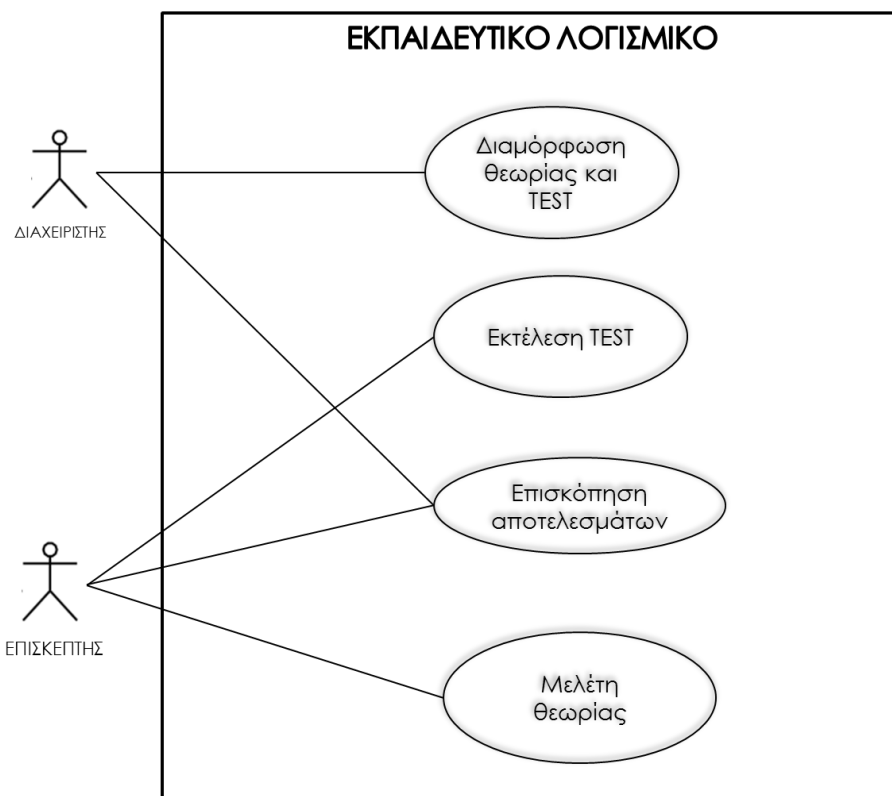 ΕΚΠΑΙΔΕΥΤΙΚΟ ΛΟΓΙΣΜΙΚΟ
Διαμόρφωση
θεωρίας και
TEST
ΔΙΑΧΕΙΡΙΣΤΗΣ
Εκτέλεση TEST
Επισκόπηση
αποτελεσμάτων
ΕΠΙΣΚΕΠΤΗΣ
Μελέτη
θεωρίας